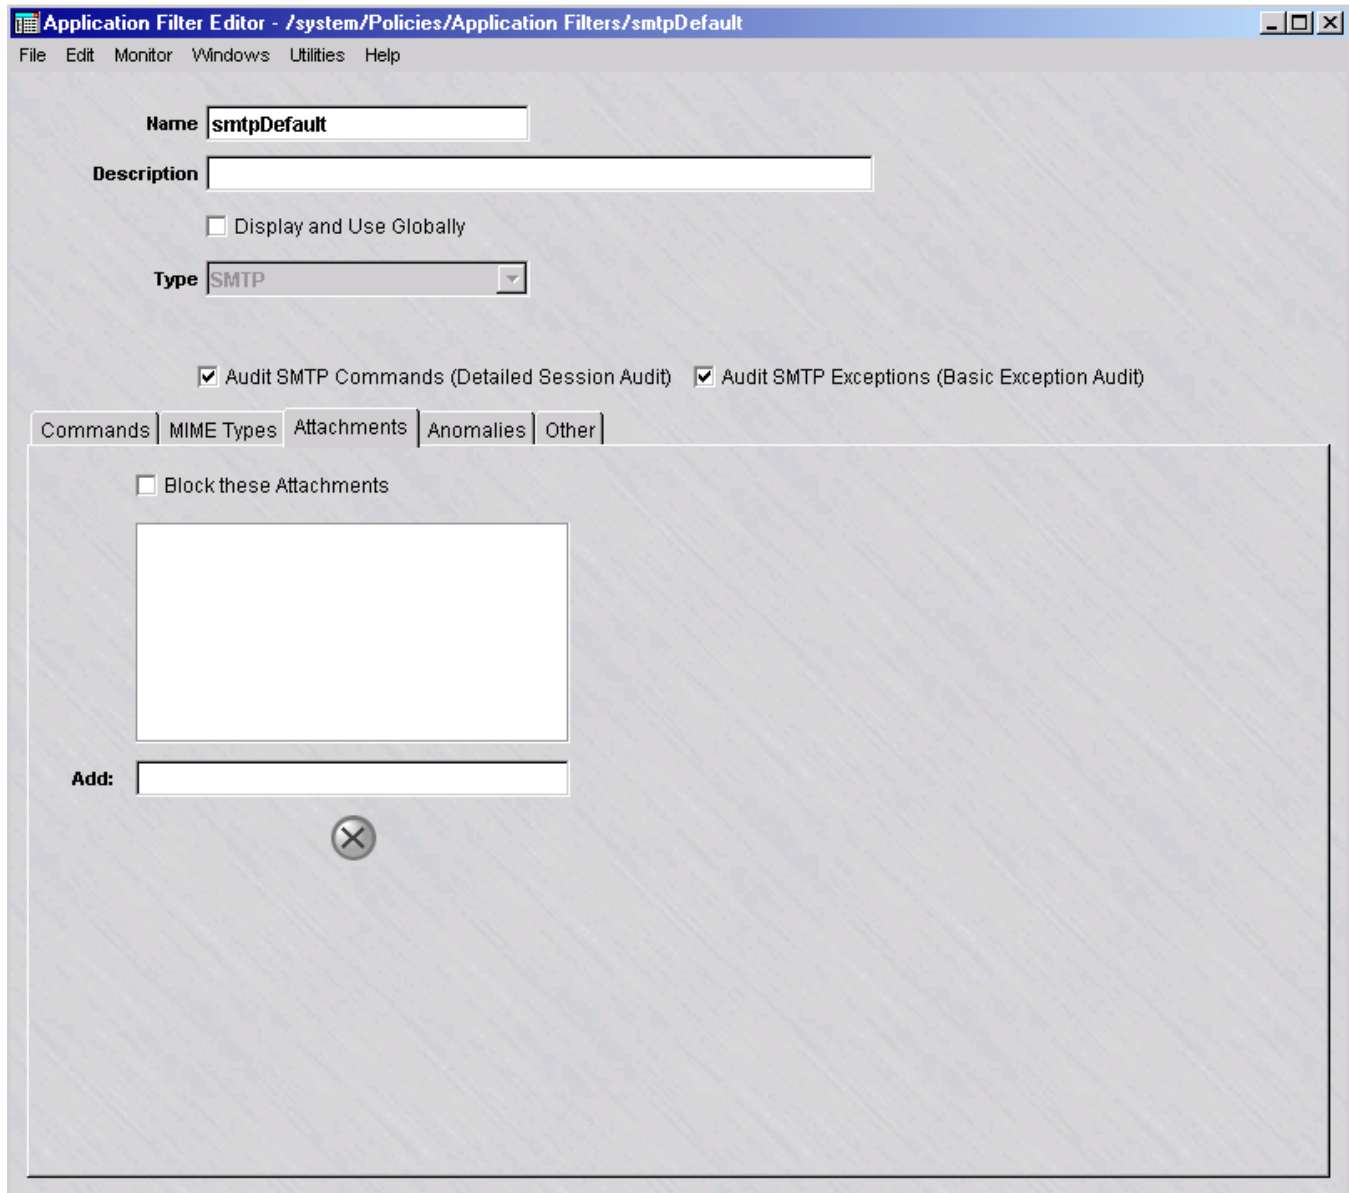 Application Filter Editor - /system/Policies/Application Filters/smtpDefault
File Edit Monitor Windows Utilities Help
Name smtpDefault
Description
Display and Use Globally
Type SMTP
Audit SMTP Commands (Detailed Session Audit) Audit SMTP Exceptions (Basic Exception Audit)
Commands MIME Types Attachments Anomalies Other
Block these Attachments
Add: